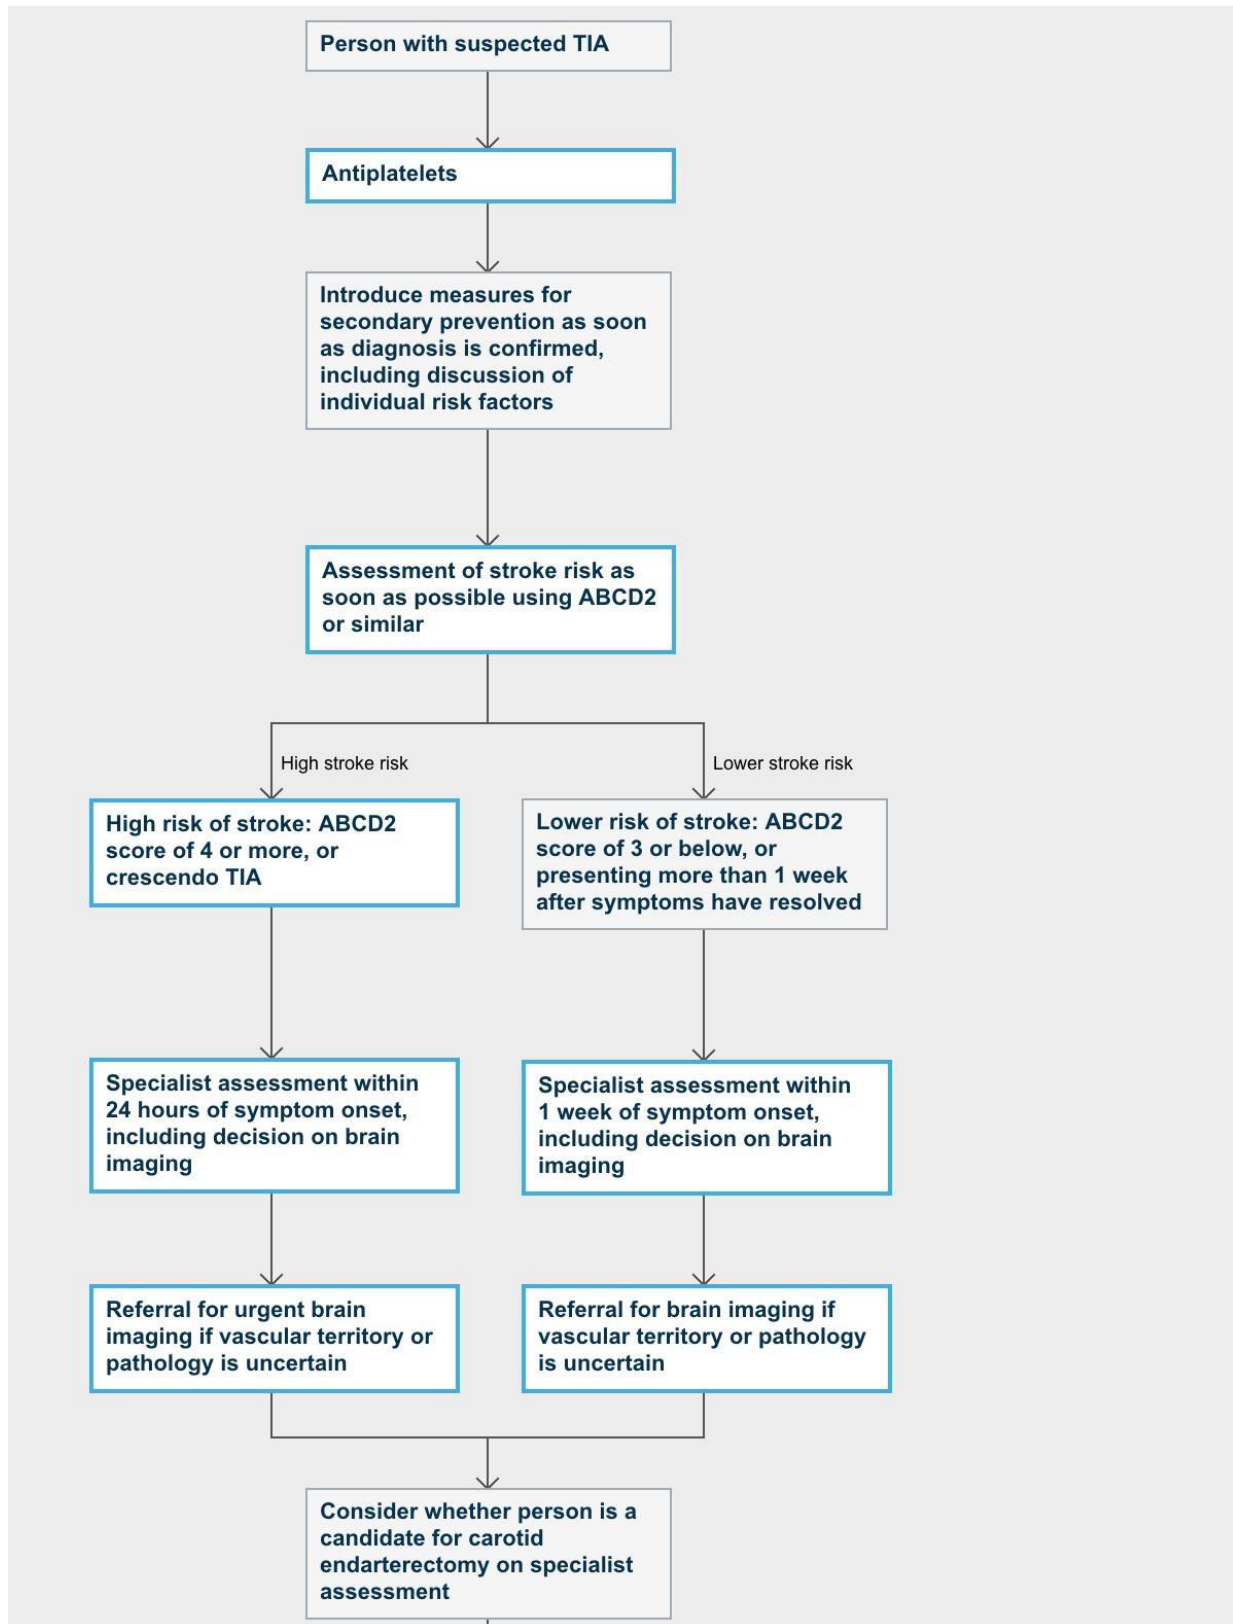 Person with suspected TIA
Antiplatelets
Introduce measures for
secondary prevention as soon
as diagnosis is confirmed,
including discussion of
individual risk factors
Assessment of stroke risk as
soon as possible using ABCD2
or similar
High stroke risk
Lower stroke risk
High risk of stroke: ABCD2
score of 4 or more, or
crescendo TIA
Lower risk of stroke: ABCD2
score of 3 or below, or
presenting more than 1 week
after symptoms have resolved
Specialist assessment within
24 hours of symptom onset,
including decision on brain
imaging
Specialist assessment within
1 week of symptom onset,
including decision on brain
imaging
Referral for urgent brain
imaging if vascular territory or
pathology is uncertain
Referral for brain imaging if
vascular territory or pathology
is uncertain
Consider whether person is a
candidate for carotid
endarterectomy on specialist
assessment